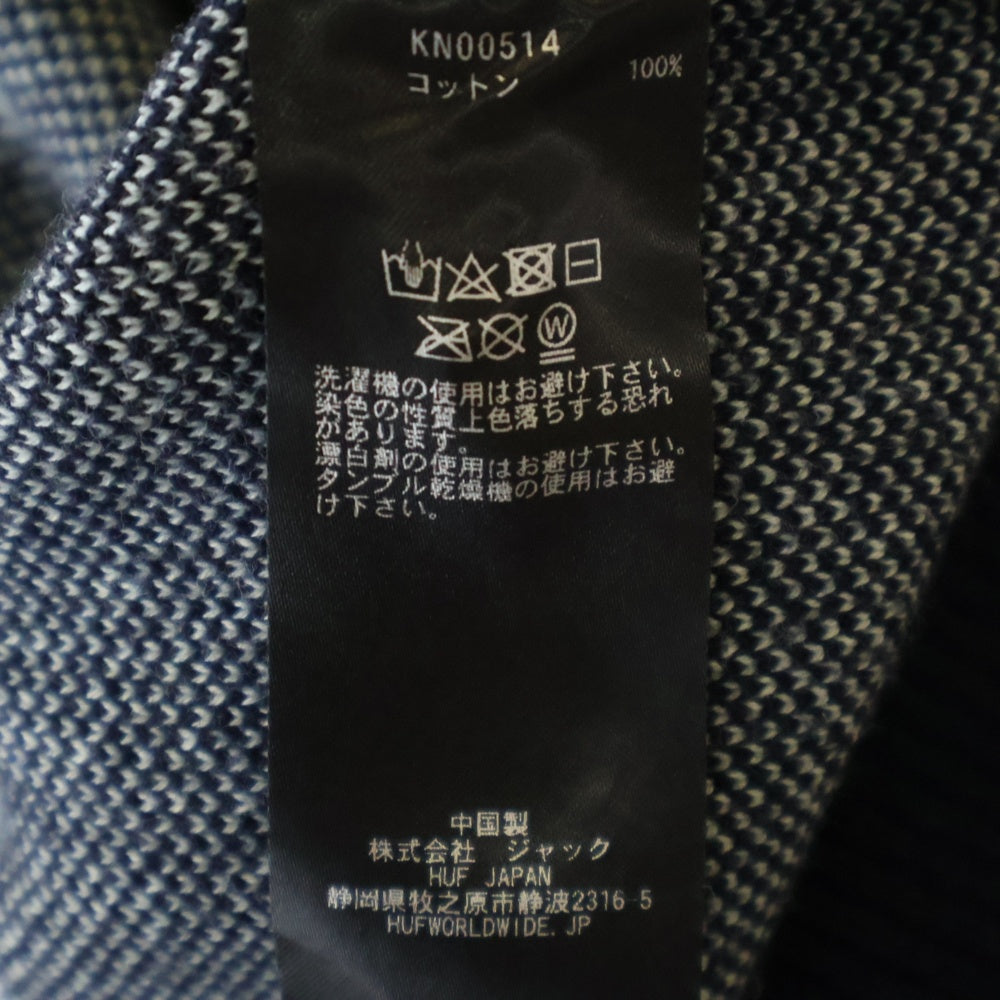 KN00514
コットン 100%
W
洗濯機の使用はお避け下さい。
染色の性質上色落ちする恐れ
があります。
漂白剤の使用はお避け下さい。
タンブル乾燥機の使用はお避
け下さい。
中国製
株式会社 ジャック
HUF JAPAN
静岡県牧之原市静波2316-5
HUFWORLDWIDE.JP